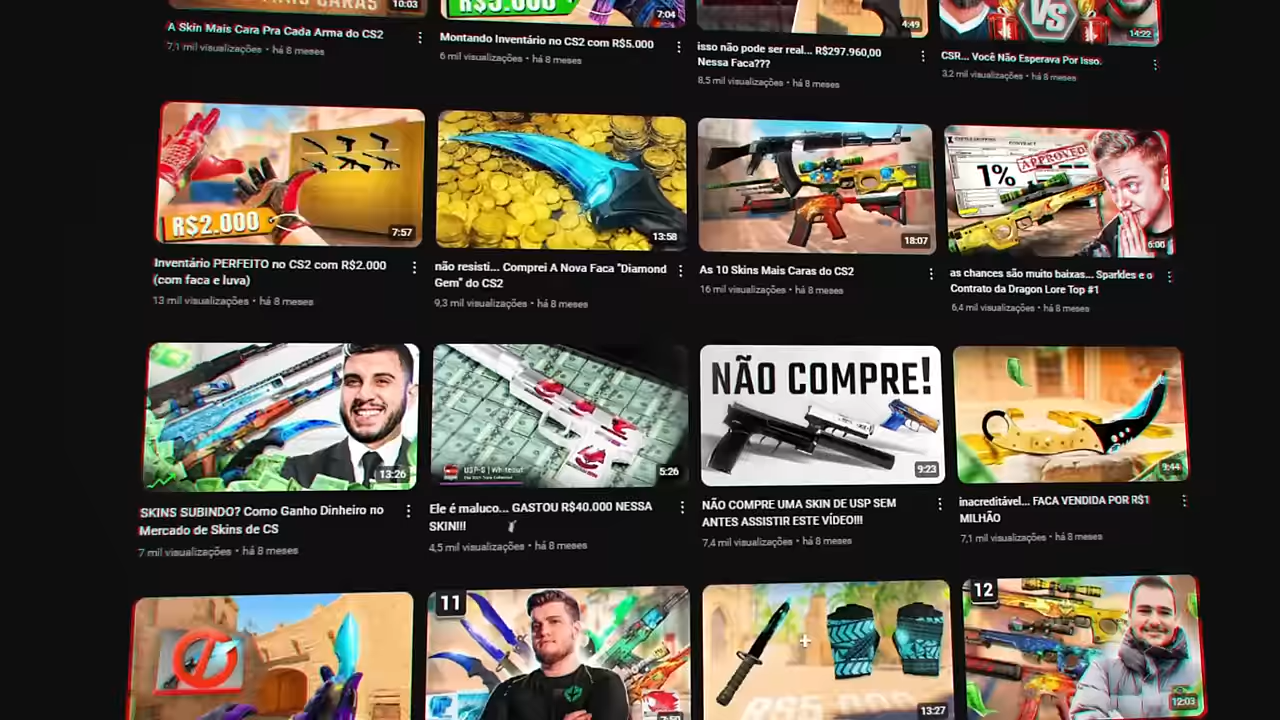 10:03
A Skin Mais Cara Pra Cada Arma do CS2
7,1 mil visualizações • há 8 meses
7:04
Montando Inventário no CS2 com R$5.000
6 mil visualizações • há 8 meses
4:49
isso não pode ser real... R$297.960,00
Nessa Faca???
8,5 mil visualizações • há 8 meses
VS
14:22
CSR... Você Não Esperava Por Isso.
3,2 mil visualizações • há 8 meses
R$2.000
7:57
Inventário PERFEITO no CS2 com R$2.000
(com faca e luva)
13 mil visualizações • há 8 meses
13:58
não resisti... Comprei A Nova Faca "Diamond
Gem" do CS2
9,3 mil visualizações • há 8 meses
18:07
As 10 Skins Mais Caras do CS2
16 mil visualizações • há 8 meses
CONTRACT
APPROVED
1%
6:00
as chances são muito baixas... Sparkles e o
Contrato da Dragon Lore Top #1
6,4 mil visualizações • há 8 meses
13:26
SKINS SUBINDO? Como Ganho Dinheiro no
Mercado de Skins de CS
7 mil visualizações • há 8 meses
USP-S | Whiteout
5:26
Ele é maluco... GASTOU R$40.000 NESSA
SKIN!!!
4,5 mil visualizações • há 8 meses
NÃO COMPRE!
9:23
NÃO COMPRE UMA SKIN DE USP SEM
ANTES ASSISTIR ESTE VÍDEO!!!
7,4 mil visualizações • há 8 meses
9:44
inacreditável... FACA VENDIDA POR R$1
MILHÃO
7,1 mil visualizações • há 8 meses
11
13:27
12
12:03